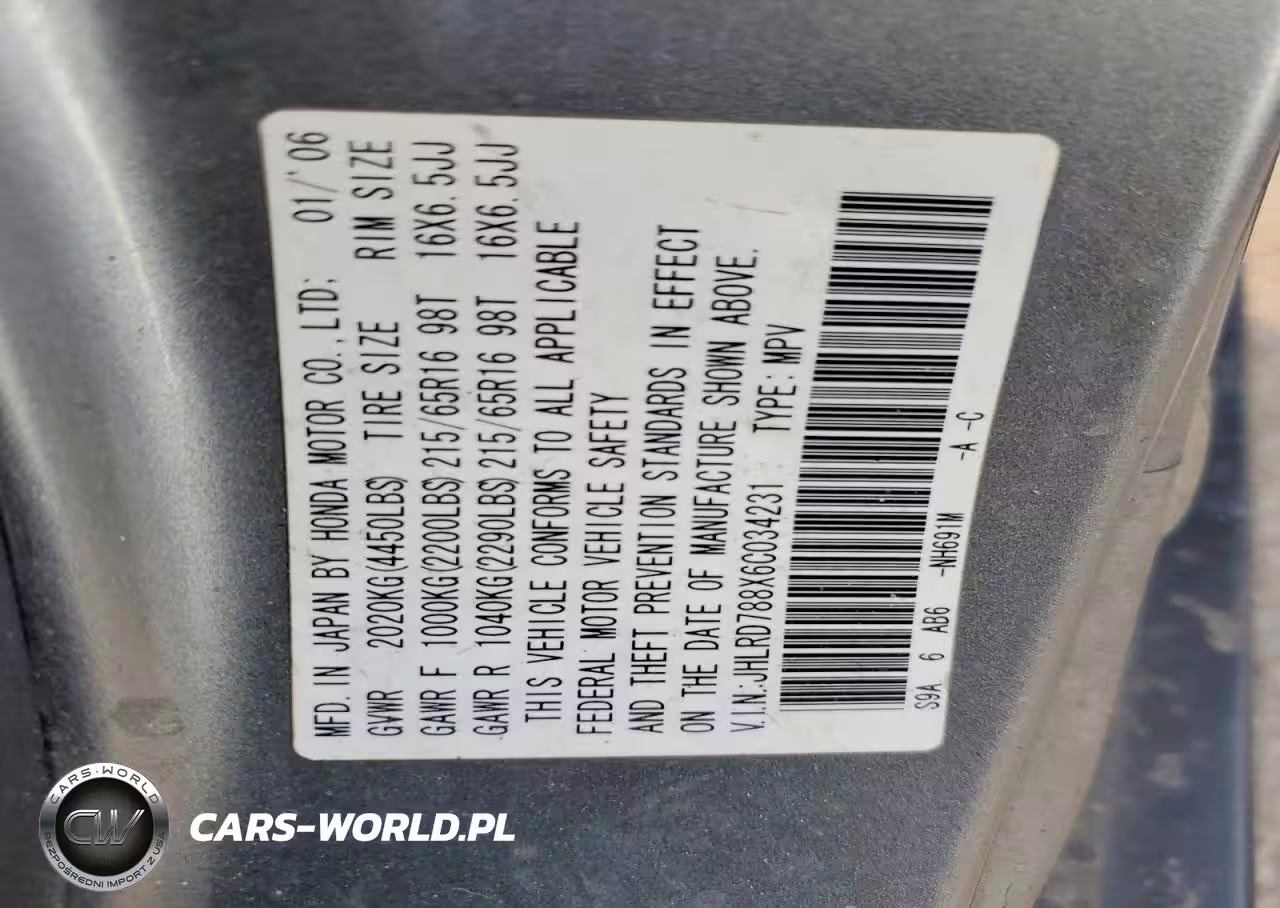 MFD. IN JAPAN BY HONDA MOTOR CO., LTD; 01/'06
GVWR 2020KG(4450LBS) TIRE SIZE RIM SIZE
GAWR F 1000KG(2200LBS)215/65R16 98T 16X6.5JJ
GAWR R 1040KG(2290LBS)215/65R16 98T 16X6.5JJ
THIS VEHICLE CONFORMS TO ALL APPLICABLE
FEDERAL MOTOR VEHICLE SAFETY
AND THEFT PREVENTION STANDARDS IN EFFECT
ON THE DATE OF MANUFACTURE SHOWN ABOVE.
V.I.N.:JHLRD788X6C034231 TYPE:MPV
S9A 6 AB6 -NH691M -A -C
CARS-WORLD
CW
BEZPOŚREDNI IMPORT Z USA
CARS-WORLD.PL